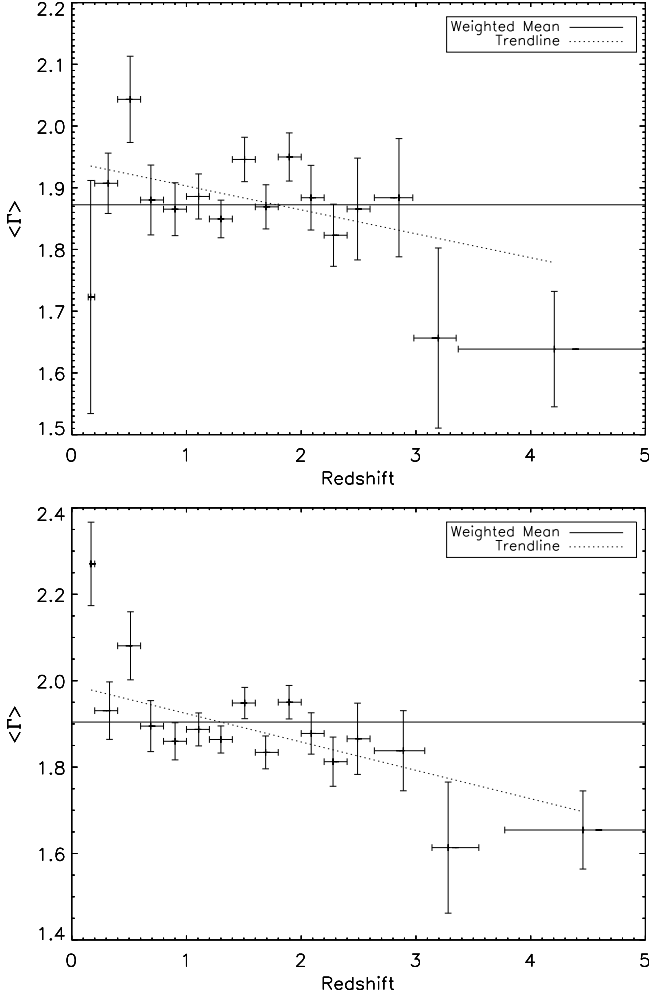 2.2
2.1
2.0
1.9
1.8
1.7
1.6
1.5
<Γ>
Weighted Mean
Trendline
0 1 2 3 4 5
Redshift
2.4
2.2
2.0
1.8
1.6
1.4
<Γ>
Weighted Mean
Trendline
0 1 2 3 4 5
Redshift